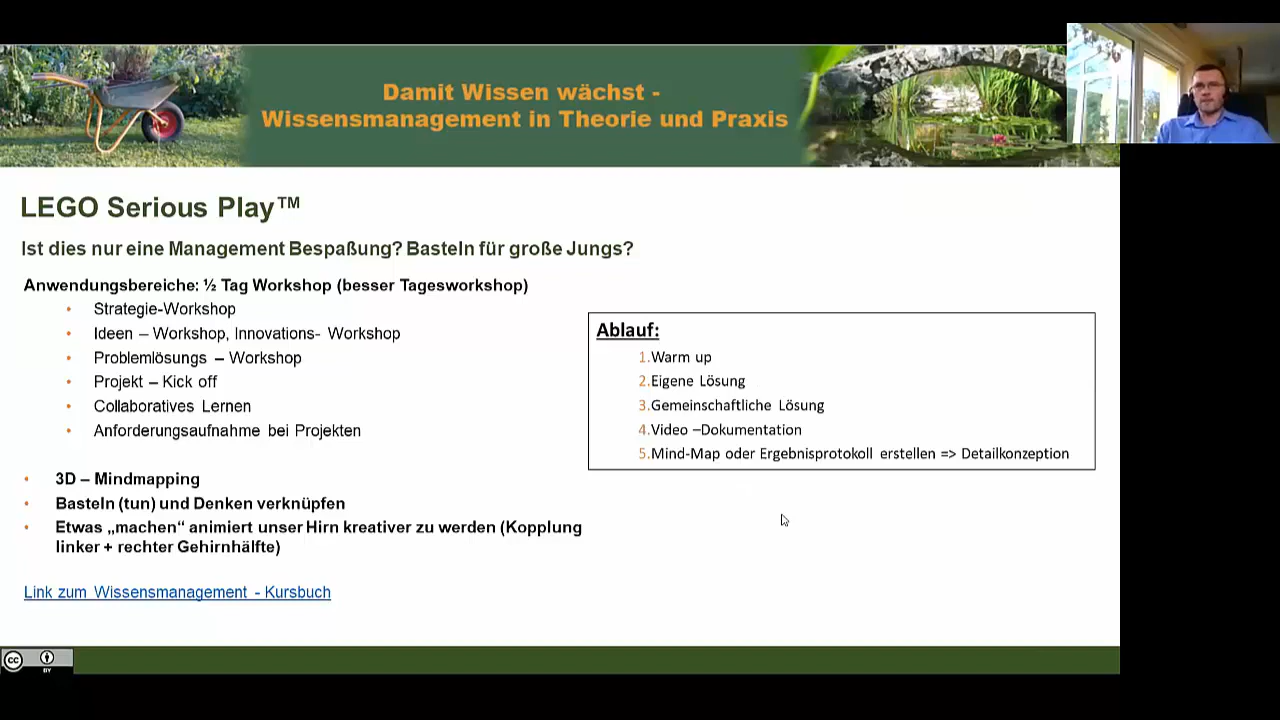 Damit Wissen wächst -
Wissensmanagement in Theorie und Praxis
LEGO Serious Play™
Ist dies nur eine Management Bespaßung? Basteln für große Jungs?
Anwendungsbereiche: ½ Tag Workshop (besser Tagesworkshop)
• Strategie-Workshop
• Ideen – Workshop, Innovations- Workshop
• Problemlösungs – Workshop
• Projekt – Kick off
• Collaboratives Lernen
• Anforderungsaufnahme bei Projekten
• 3D – Mindmapping
• Basteln (tun) und Denken verknüpfen
• Etwas „machen“ animiert unser Hirn kreativer zu werden (Kopplung
linker + rechter Gehirnhälfte)
Link zum Wissensmanagement - Kursbuch
Ablauf:
1.Warm up
2.Eigene Lösung
3.Gemeinschaftliche Lösung
4.Video –Dokumentation
5.Mind-Map oder Ergebnisprotokoll erstellen => Detailkonzeption
cc
BY